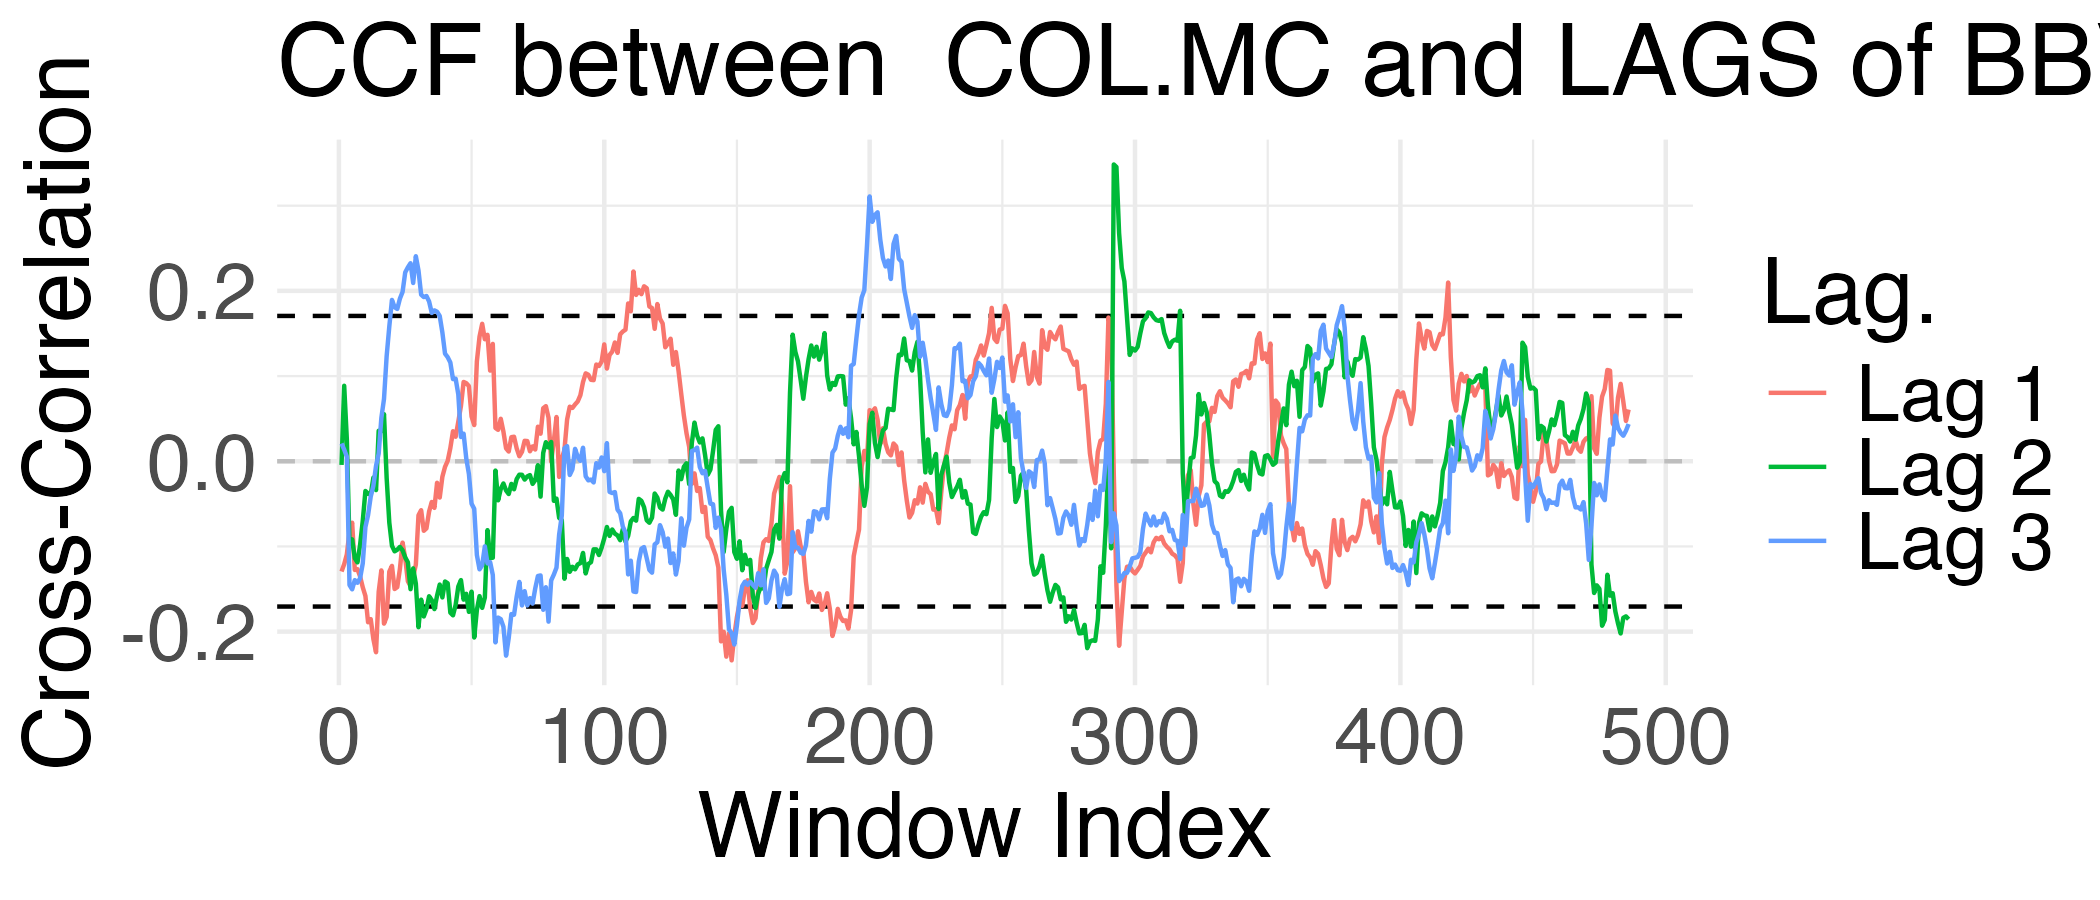 CCF between  COL.MC and LAGS of BB
Cross-Correlation
0.2
0.0
-0.2
0
100
200
300
400
500
Window Index
Lag.
Lag 1
Lag 2
Lag 3